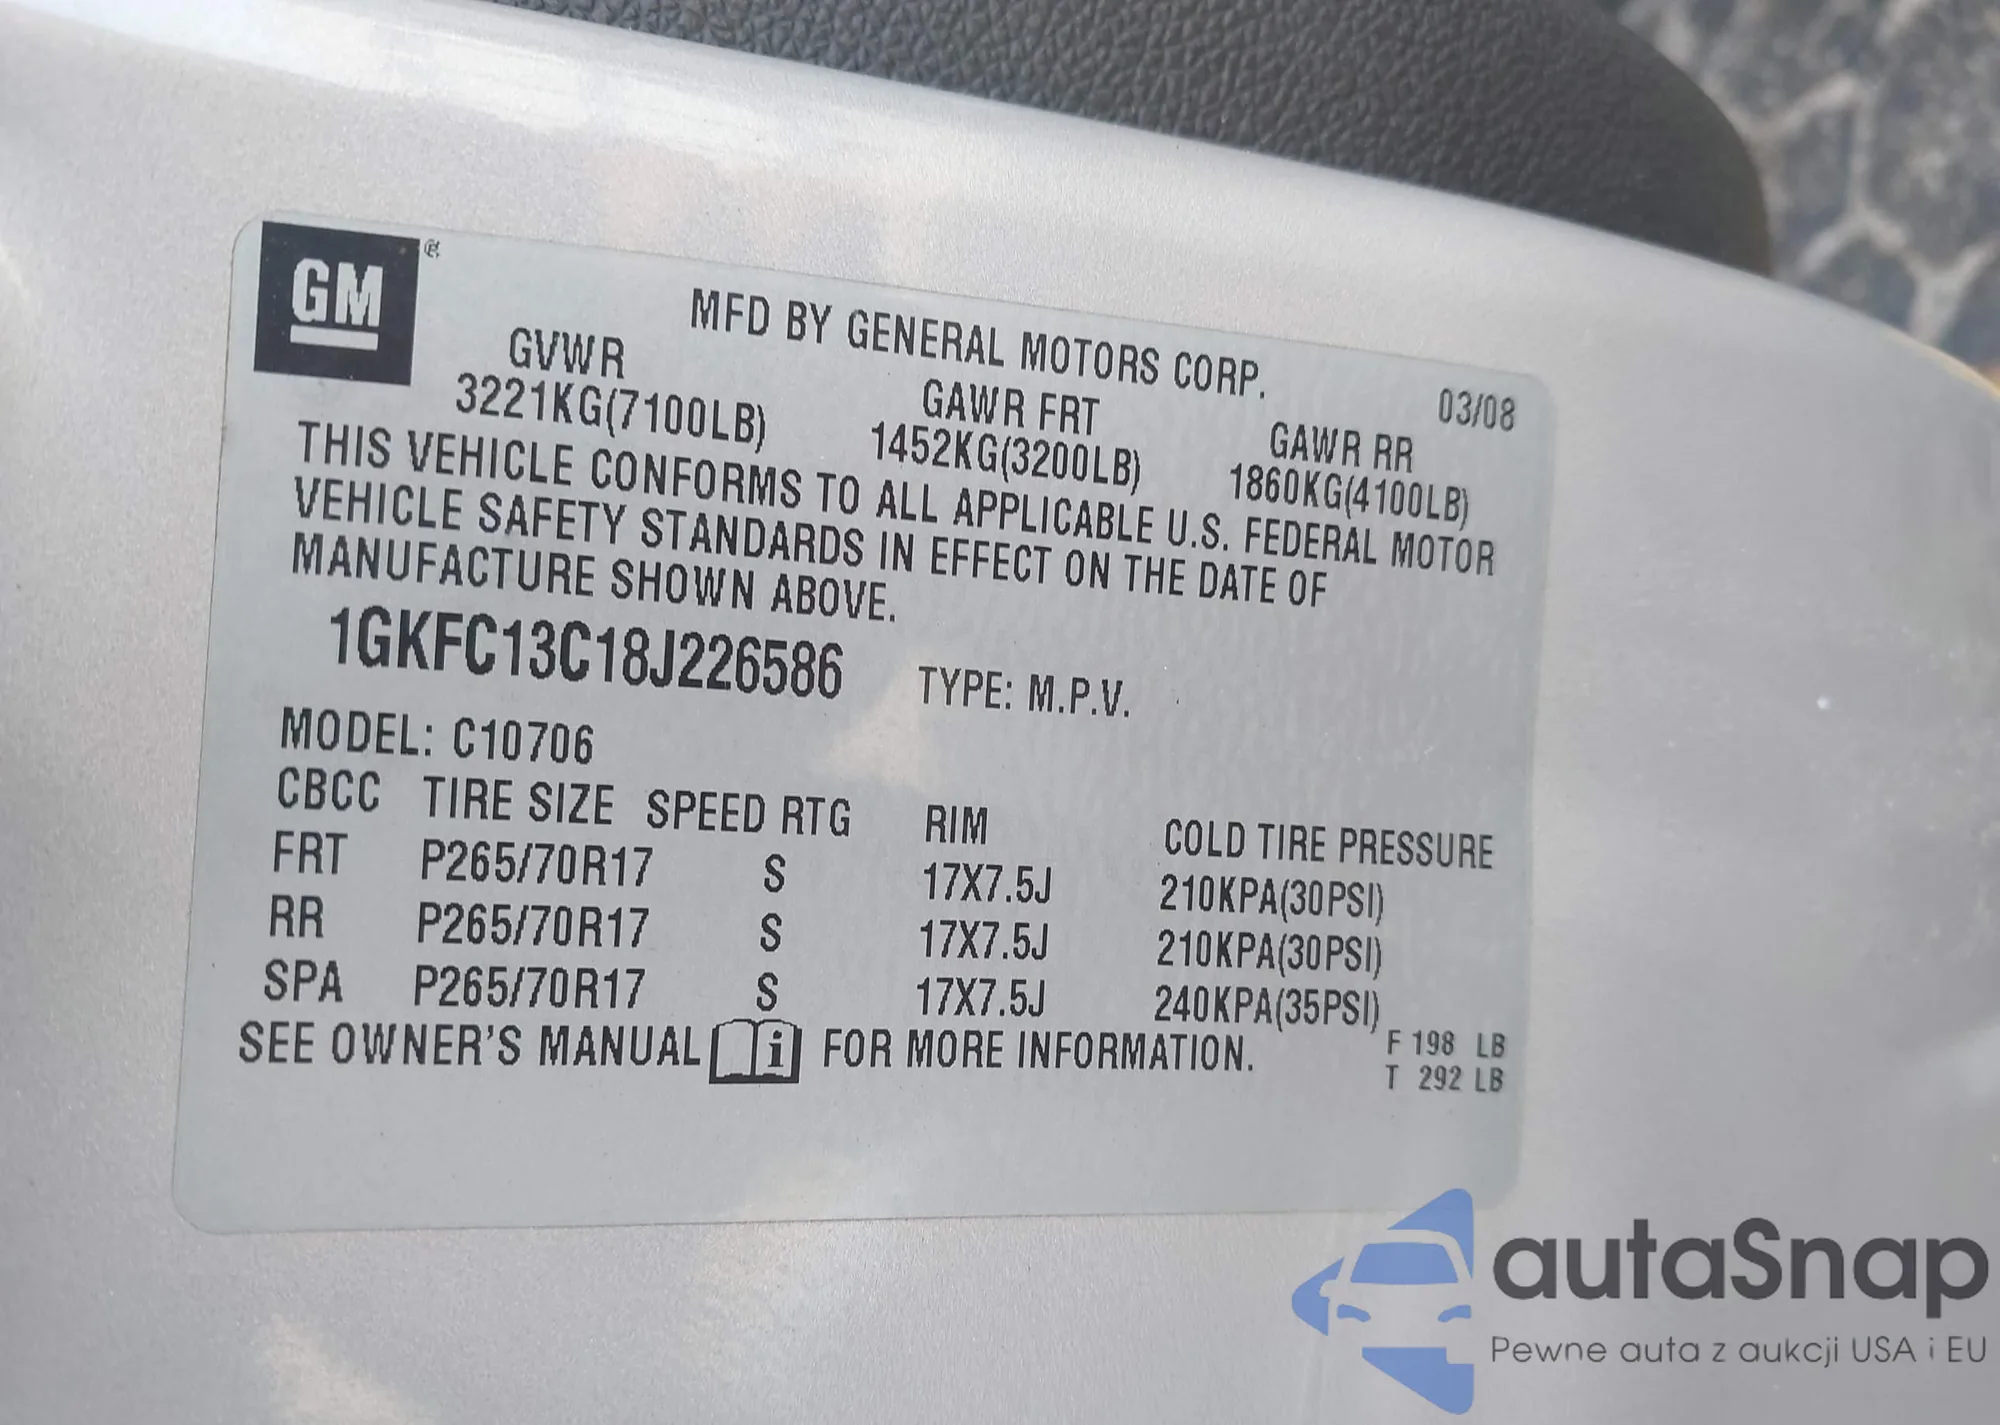 GM ®
MFD BY GENERAL MOTORS CORP.
03/08
GVWR GAWR FRT GAWR RR
3221KG(7100LB) 1452KG(3200LB) 1860KG(4100LB)
THIS VEHICLE CONFORMS TO ALL APPLICABLE U.S. FEDERAL MOTOR
VEHICLE SAFETY STANDARDS IN EFFECT ON THE DATE OF
MANUFACTURE SHOWN ABOVE.
1GKFC13C18J226586 TYPE: M.P.V.
MODEL: C10706
CBCC TIRE SIZE SPEED RTG RIM COLD TIRE PRESSURE
FRT P265/70R17 S 17X7.5J 210KPA(30PSI)
RR P265/70R17 S 17X7.5J 210KPA(30PSI)
SPA P265/70R17 S 17X7.5J 240KPA(35PSI)
SEE OWNER'S MANUAL i FOR MORE INFORMATION.
F 198 LB
T 292 LB
autaSnap
Pewne auta z aukcji USA i EU